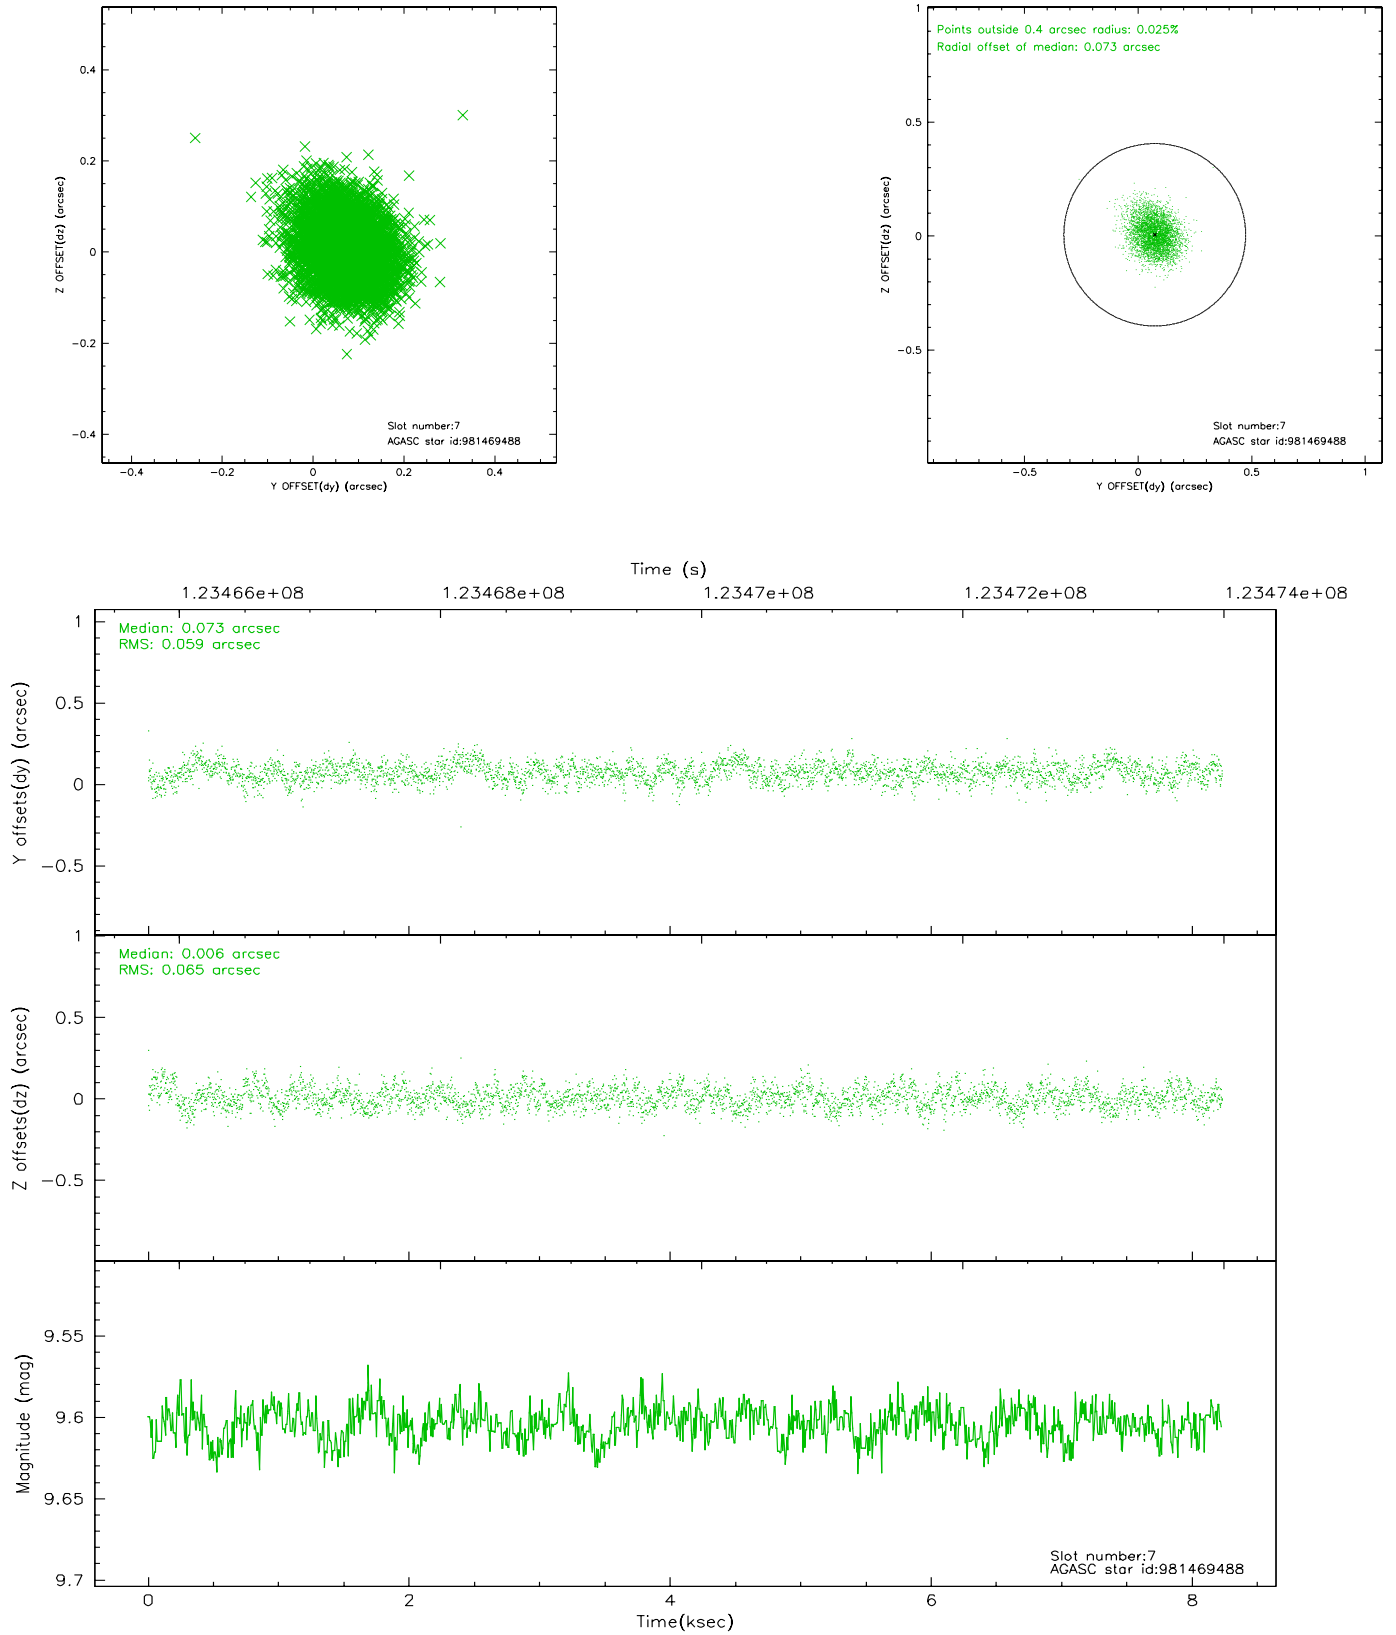 0.4
0.2
0
−0.2
−0.4
Z OFFSET(dz) (arcsec)
Slot number:7
AGASC star id:981469488
−0.4 −0.2 0 0.2 0.4
Y OFFSET(dy) (arcsec)
Points outside 0.4 arcsec radius: 0.025%
Radial offset of median: 0.073 arcsec
1
0.5
0
−0.5
Z OFFSET(dz) (arcsec)
Slot number:7
AGASC star id:981469488
−0.5 0 0.5 1
Y OFFSET(dy) (arcsec)
Time (s)
1.23466e+08 1.23468e+08 1.2347e+08 1.23472e+08 1.23474e+08
Median: 0.073 arcsec
RMS: 0.059 arcsec
1
0.5
0
−0.5
Y offsets(dy) (arcsec)
Median: 0.006 arcsec
RMS: 0.065 arcsec
1
0.5
0
−0.5
Z offsets(dz) (arcsec)
9.55
9.6
9.65
9.7
Magnitude (mag)
Slot number:7
AGASC star id:981469488
0 2 4 6 8
Time(ksec)